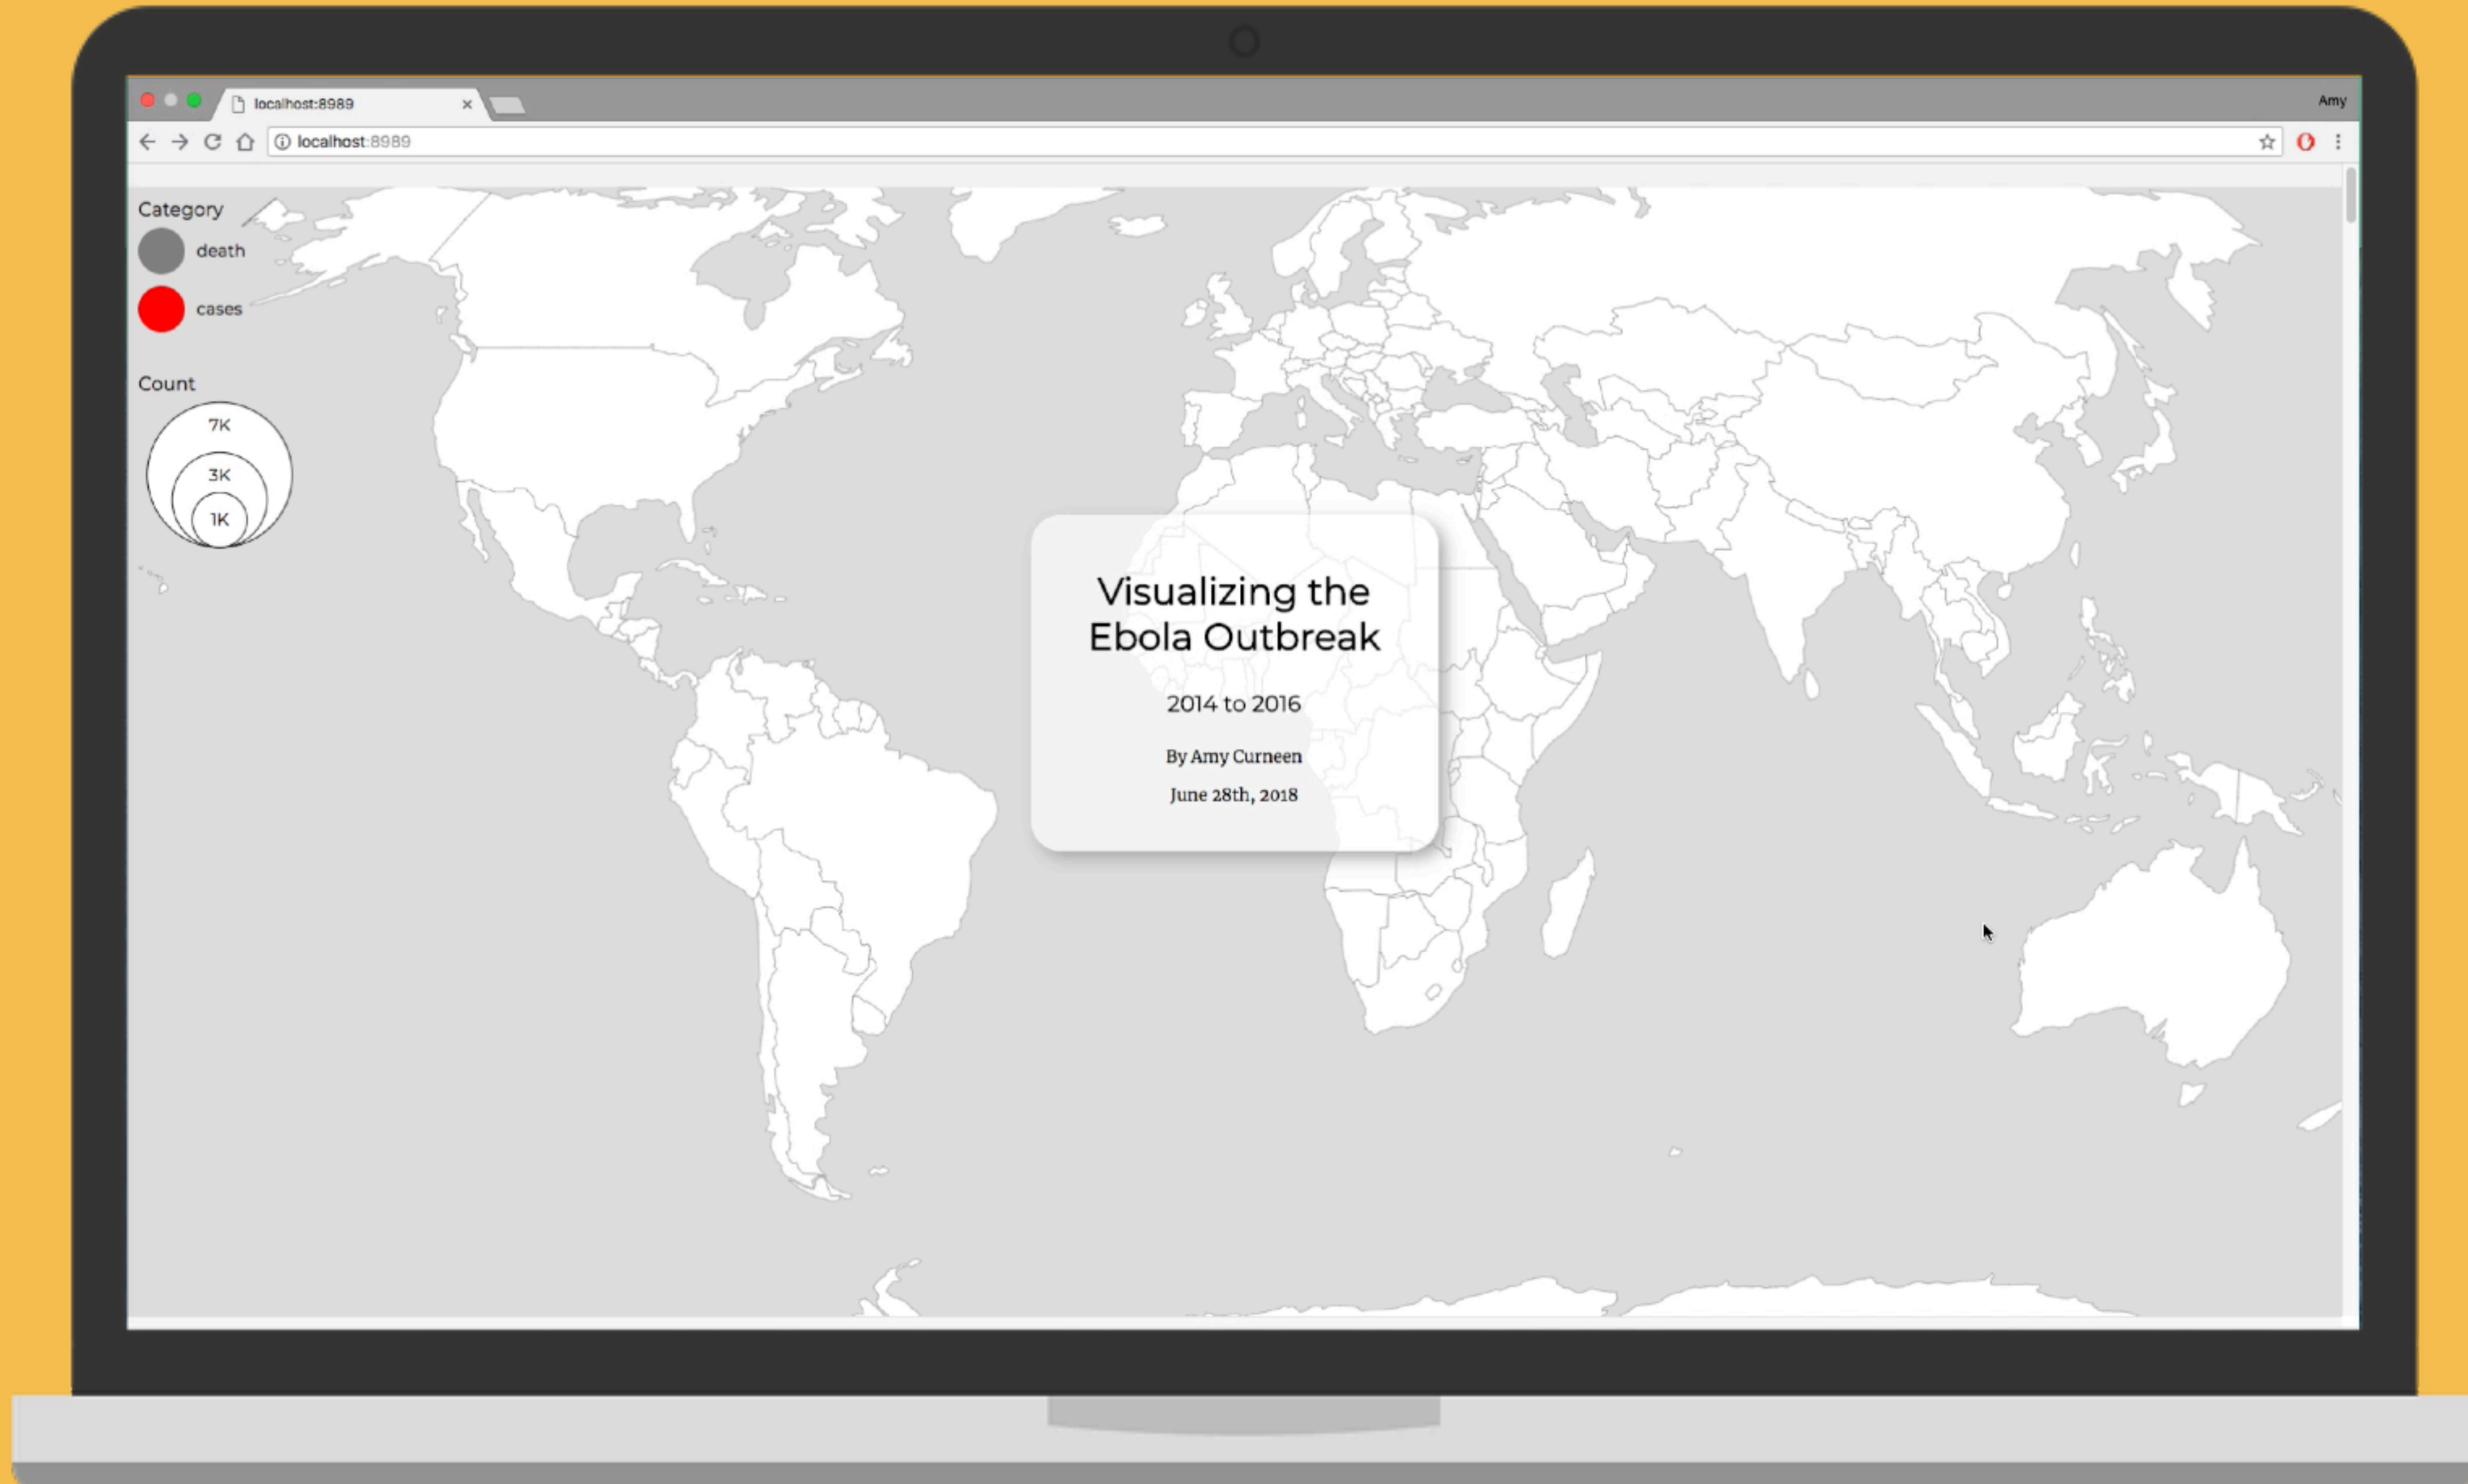 localhost:8989
Amy
localhost:8989
Category
death
cases
Count
7K
3K
1K
Visualizing the
Ebola Outbreak
2014 to 2016
By Amy Curneen
June 28th, 2018